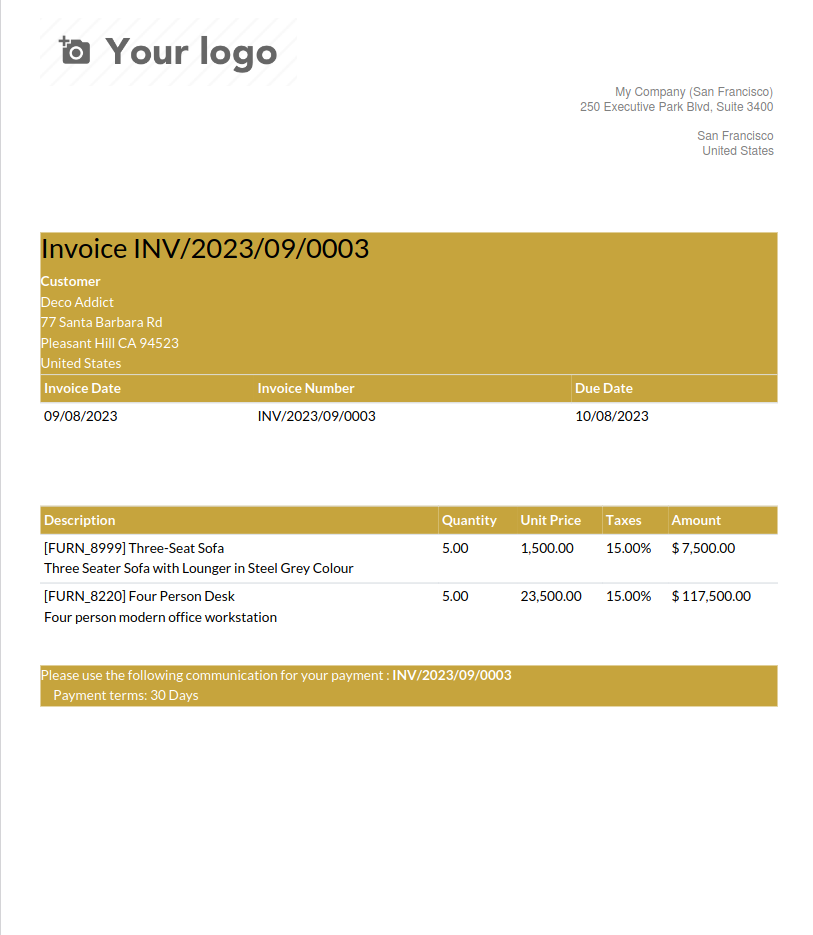 Your logo
My Company (San Francisco)
250 Executive Park Blvd, Suite 3400
San Francisco
United States
Invoice INV/2023/09/0003
Customer
Deco Addict
77 Santa Barbara Rd
Pleasant Hill CA 94523
United States
Invoice Date Invoice Number Due Date
09/08/2023 INV/2023/09/0003 10/08/2023
Description Quantity Unit Price Taxes Amount
[FURN_8999] Three-Seat Sofa 5.00 1,500.00 15.00% $ 7,500.00
Three Seater Sofa with Lounger in Steel Grey Colour
[FURN_8220] Four Person Desk 5.00 23,500.00 15.00% $ 117,500.00
Four person modern office workstation
Please use the following communication for your payment : INV/2023/09/0003
Payment terms: 30 Days